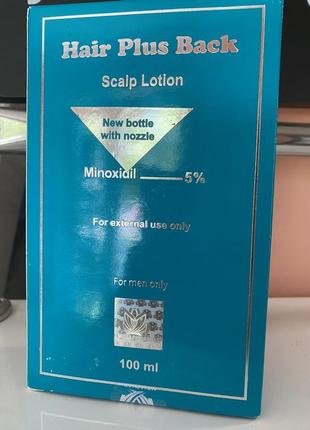 Hair Plus Back
Scalp Lotion
New bottle
with nozzle
Minoxidil 5%
For external use only
For men only
100 ml